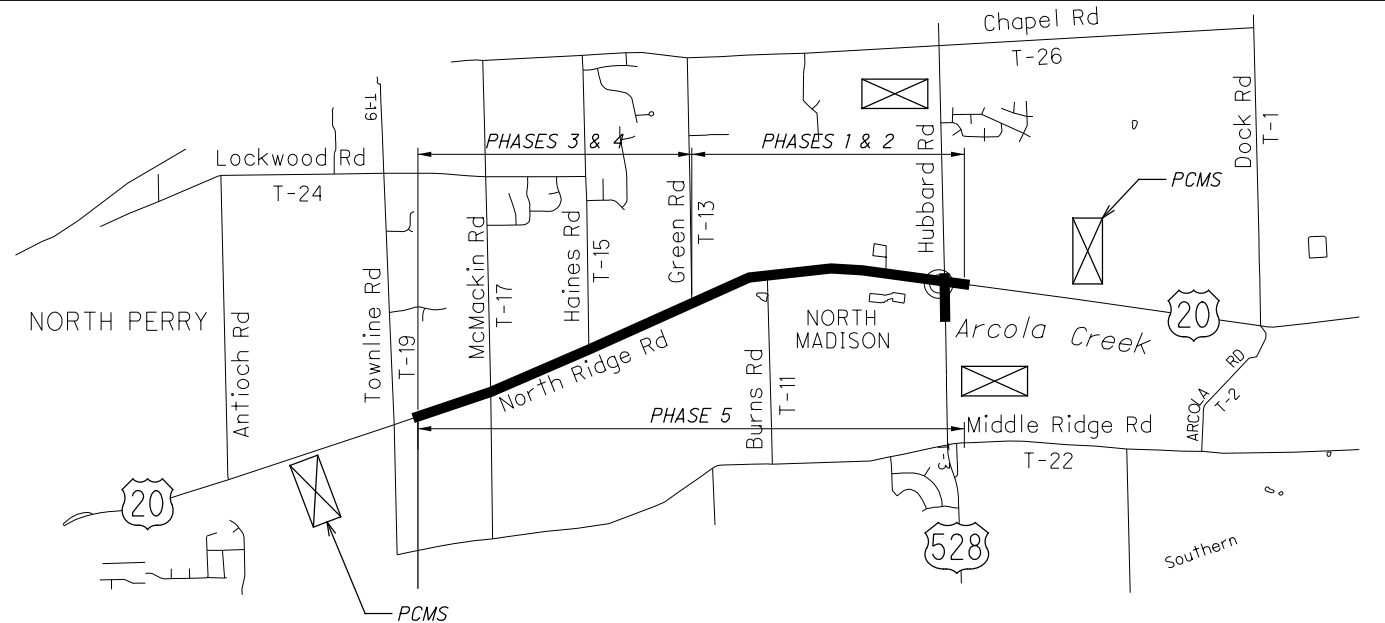 Chapel Rd
T-26
T-19
Hubbard Rd
Dock Rd
T-1
PHASES 3 & 4
PHASES 1 & 2
Lockwood Rd
T-24
PCMS
Green Rd
T-13
McMackin Rd
T-17
Haines Rd
T-15
Townline Rd
T-19
NORTH PERRY
Antioch Rd
20
NORTH
MADISON
Arcola Creek
North Ridge Rd
Burns Rd
T-11
ARCOLA RD
T-2
PHASE 5
Middle Ridge Rd
T-22
-3
20
528
Southern
PCMS